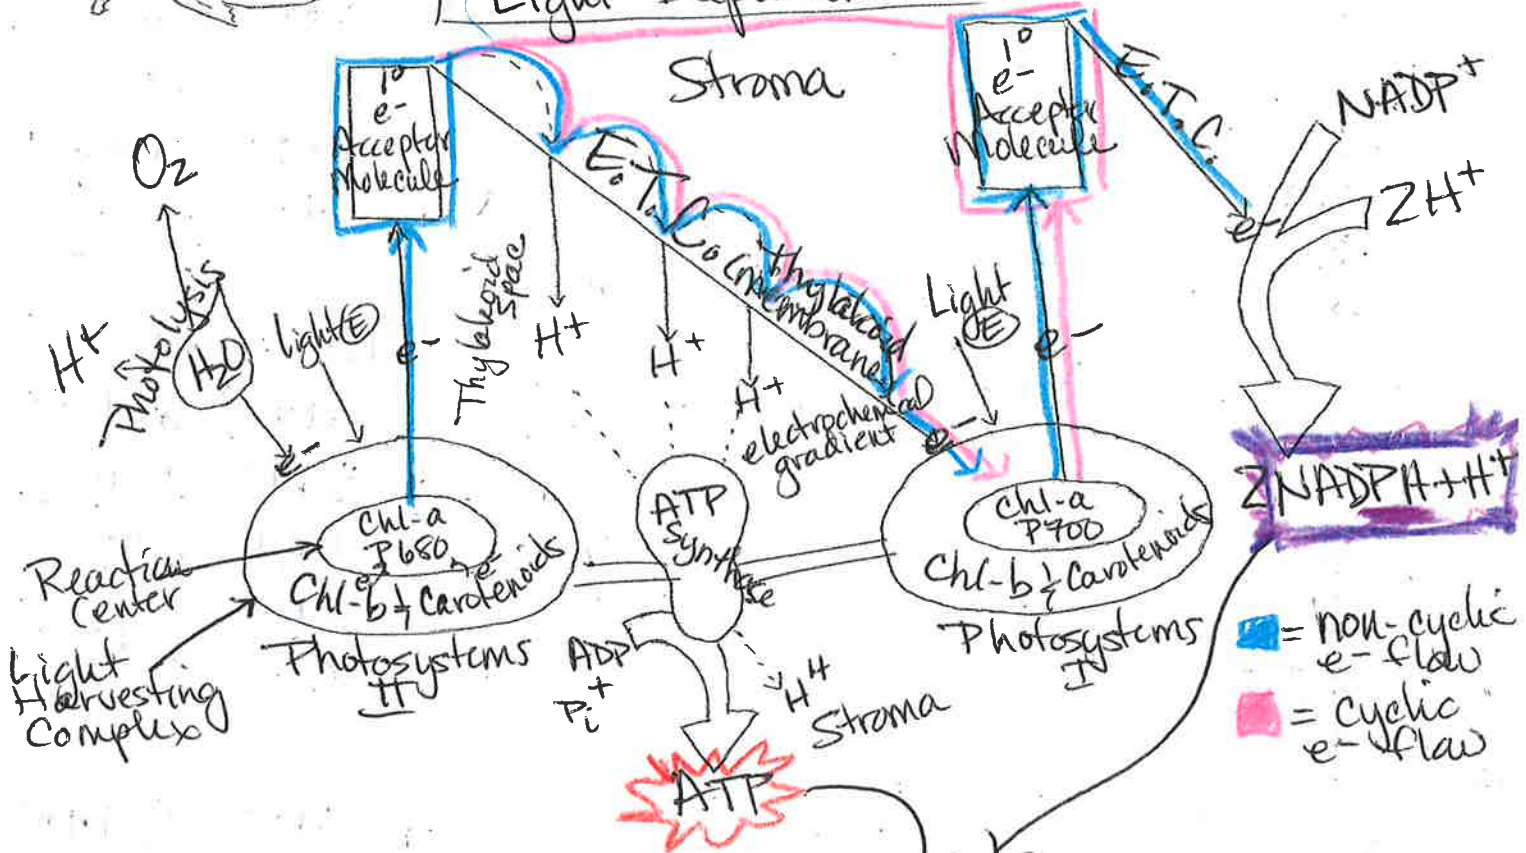 Light
Stroma
1°
e-
Acceptor
Molecule
1°
e-
Acceptor
Molecule
E.T.C.
NADP+
2H+
e-
O2
Photolysis
H+
H2O
e-
Light E
e-
Thylakoid
Space
H+
H+
H+
E.T.C. (in thylakoid
membrane)
electrochemical
gradient
e-
Light
E
e-
Chl-a
P680
e- e-
Chl-b & Carotenoids
Photosystems
II
Reaction
Center
Light
Harvesting
Complex
ATP
Synthase
ADP
+
Pi
H+
Stroma
ATP
Chl-a
P700
Chl-b & Carotenoids
Photosystems
I
2NADPH+H+
= non-cyclic
e- flow
= cyclic
e- flow